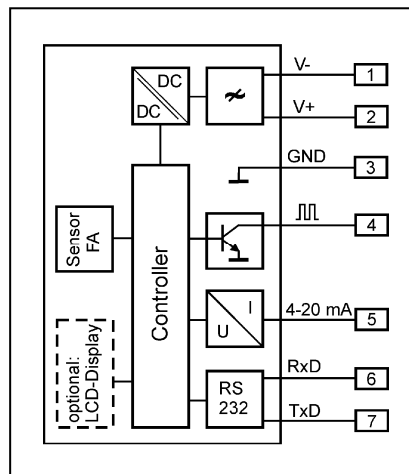 DC
DC
V-
1
V+
2
GND
3
Sensor
FA
Controller
4
optional:
LCD-Display
U
I
4-20 mA
5
RS
232
RxD
6
TxD
7